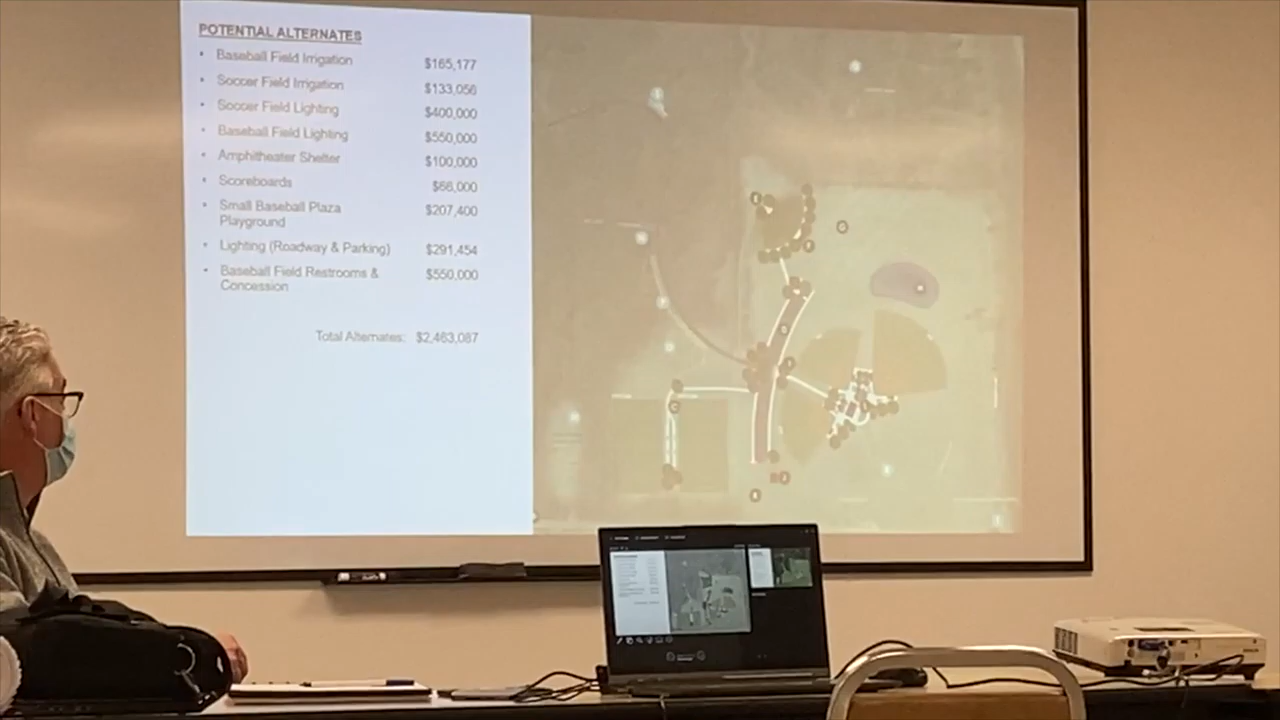 POTENTIAL ALTERNATES
• Baseball Field Irrigation $165,177
• Soccer Field Irrigation $133,056
• Soccer Field Lighting $400,000
• Baseball Field Lighting $550,000
• Amphitheater Shelter $100,000
• Scoreboards $66,000
• Small Baseball Plaza $207,400
Playground
• Lighting (Roadway & Parking) $291,454
• Baseball Field Restrooms & $550,000
Concession
Total Alternates: $2,463,087